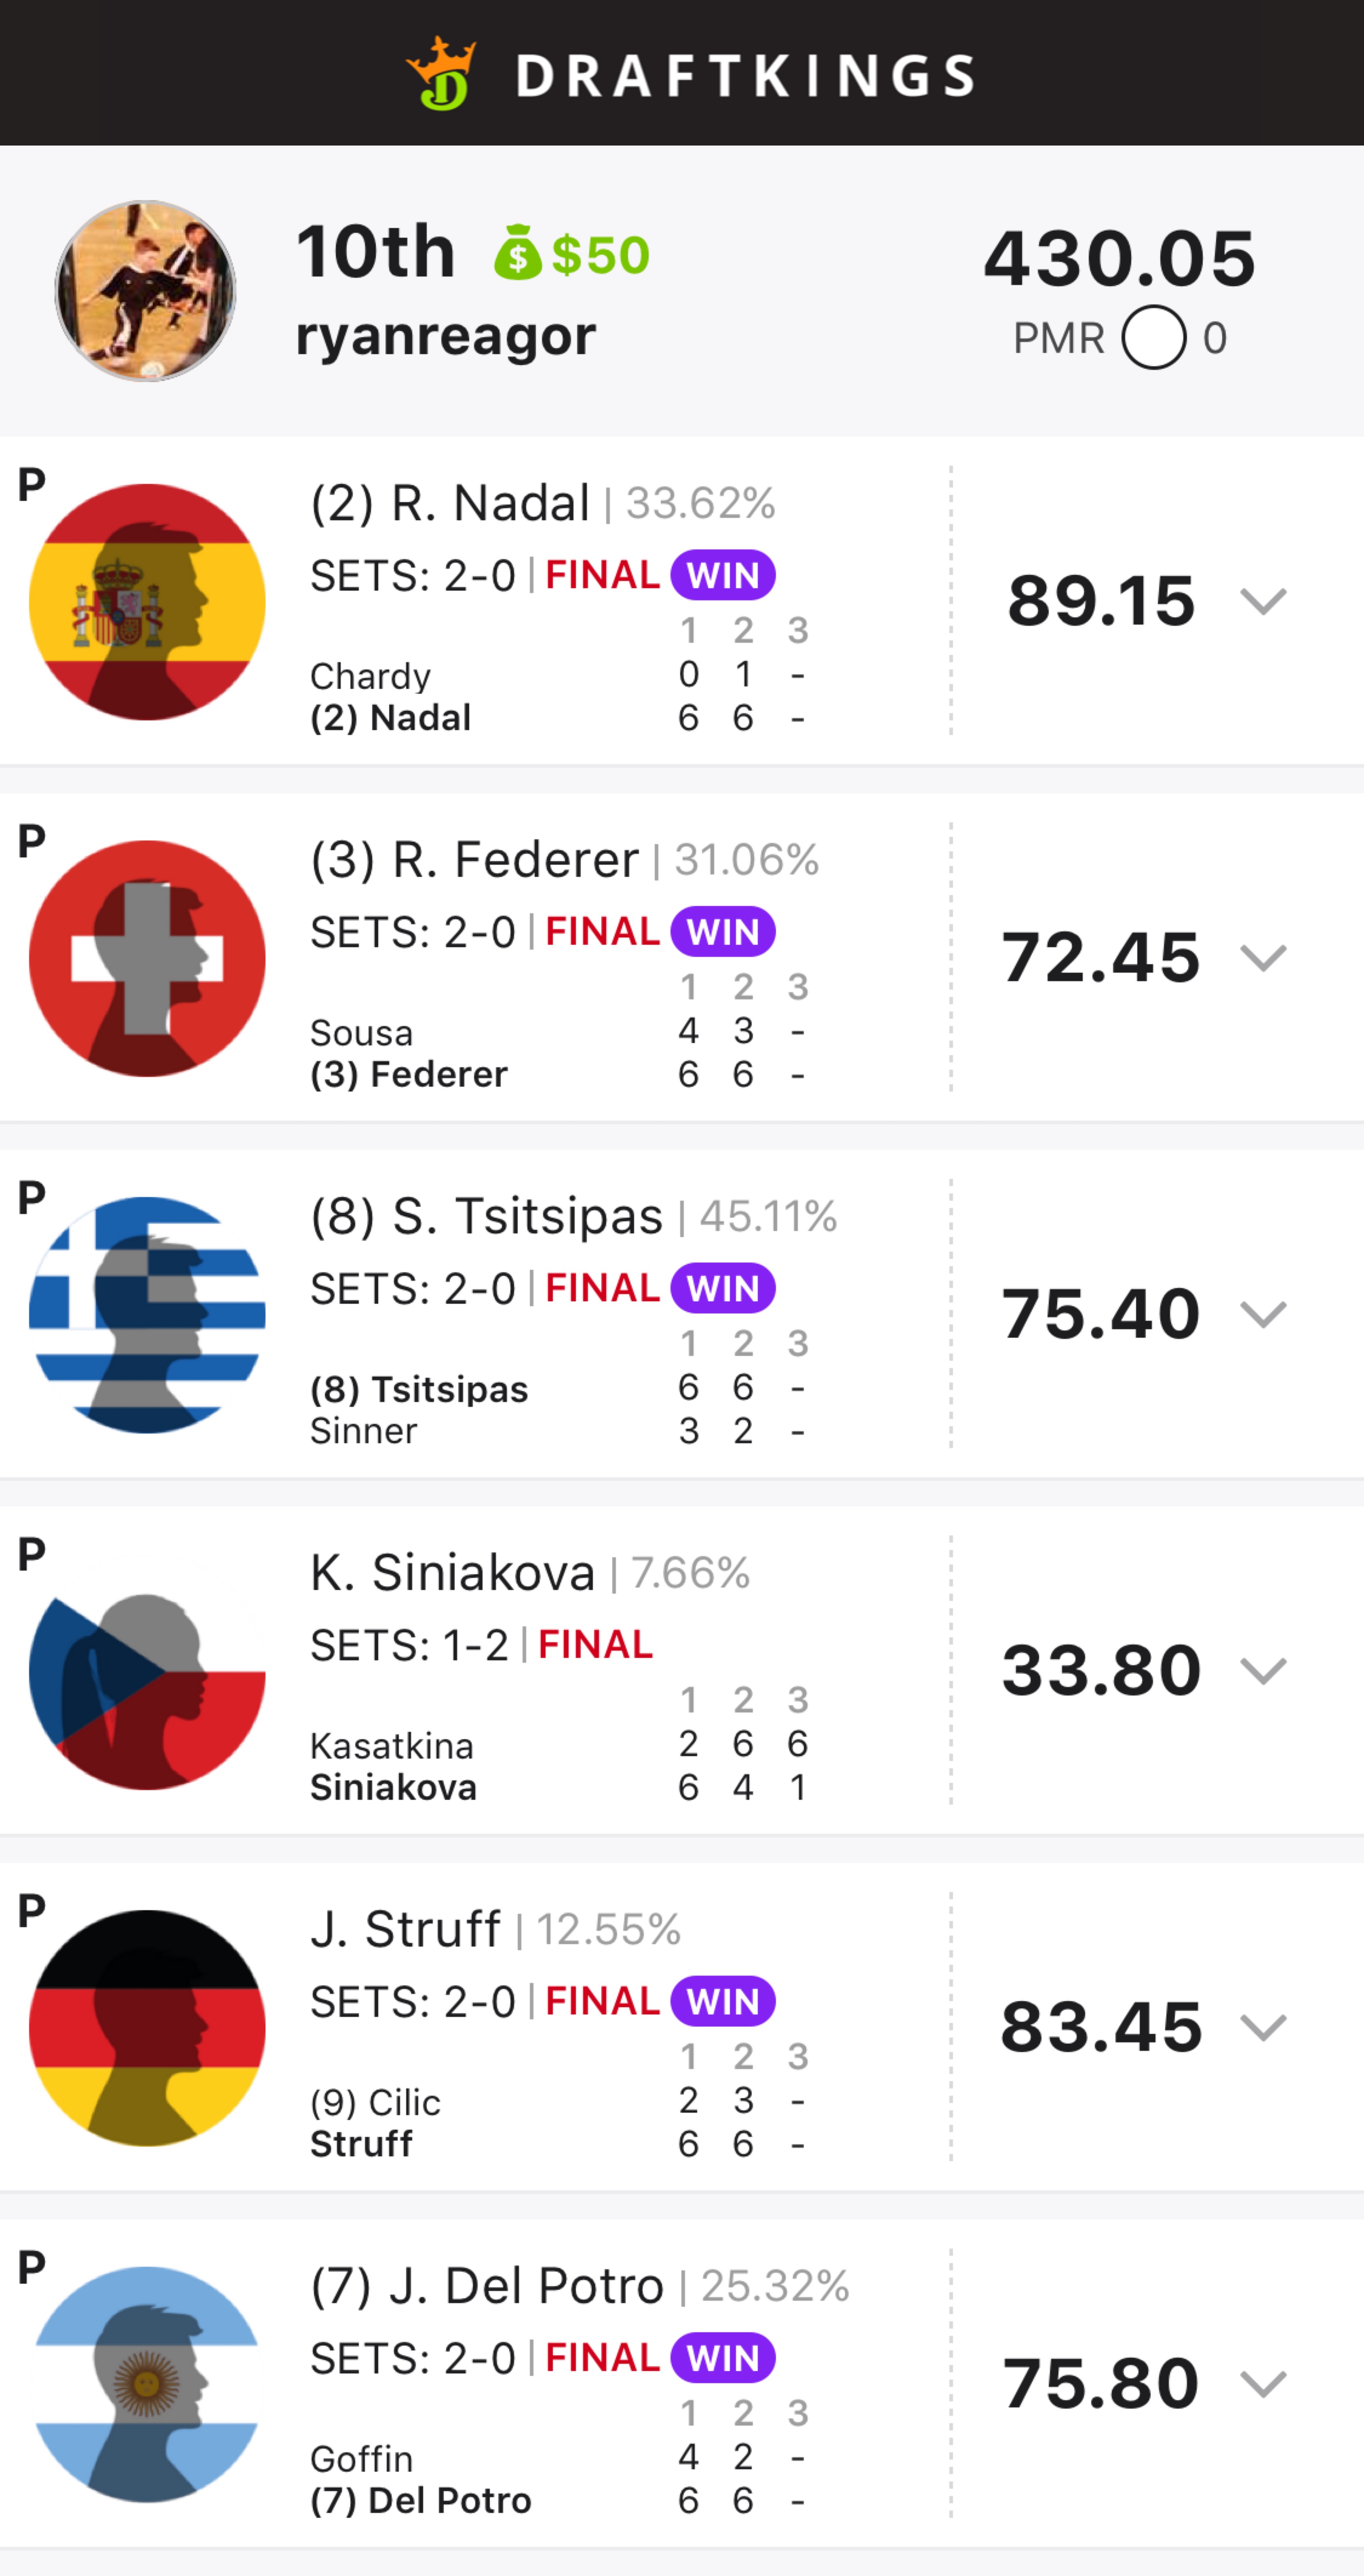 DRAFTKINGS
10th $50
430.05
ryanreagor
PMR 0
P
(2) R. Nadal | 33.62%
SETS: 2-0 | FINAL WIN
89.15
1 2 3
Chardy 0 1 -
(2) Nadal 6 6 -
P
(3) R. Federer | 31.06%
SETS: 2-0 | FINAL WIN
72.45
1 2 3
Sousa 4 3 -
(3) Federer 6 6 -
P
(8) S. Tsitsipas | 45.11%
SETS: 2-0 | FINAL WIN
75.40
1 2 3
(8) Tsitsipas 6 6 -
Sinner 3 2 -
P
K. Siniakova | 7.66%
SETS: 1-2 | FINAL
33.80
1 2 3
Kasatkina 2 6 6
Siniakova 6 4 1
P
J. Struff | 12.55%
SETS: 2-0 | FINAL WIN
83.45
1 2 3
(9) Cilic 2 3 -
Struff 6 6 -
P
(7) J. Del Potro | 25.32%
SETS: 2-0 | FINAL WIN
75.80
1 2 3
Goffin 4 2 -
(7) Del Potro 6 6 -